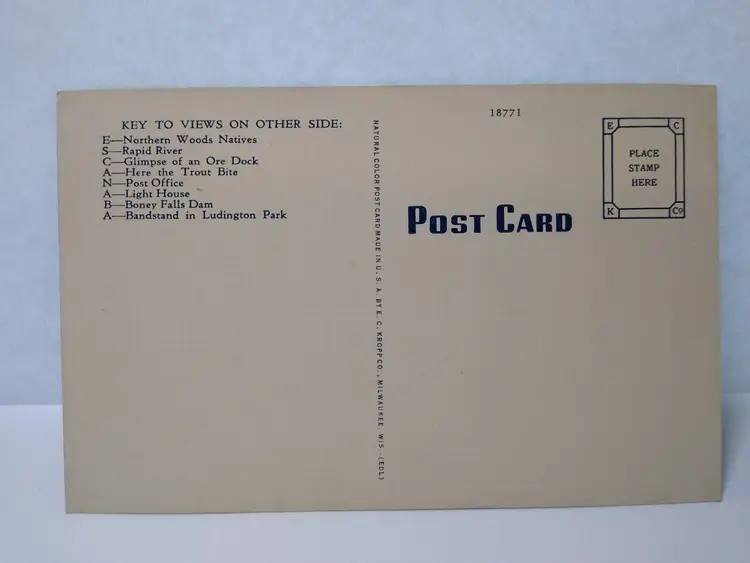 KEY TO VIEWS ON OTHER SIDE:
E—Northern Woods Natives
S—Rapid River
C—Glimpse of an Ore Dock
A—Here the Trout Bite
N—Post Office
A—Light House
B—Boney Falls Dam
A—Bandstand in Ludington Park
NATURAL COLOR POST CARD MADE IN U. S. A. BY E. C. KROPP CO., MILWAUKEE, WIS.-(EDL)
18771
POST CARD
E C
PLACE
STAMP
HERE
K Co